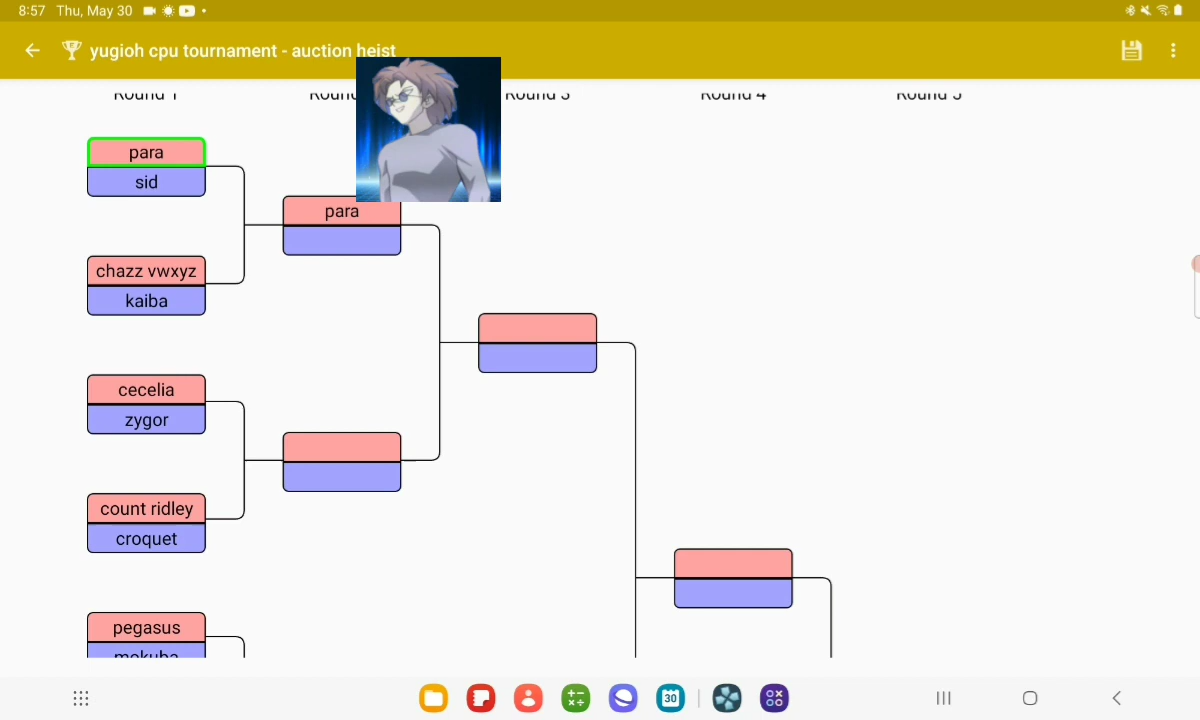 8:57 Thu, May 30
yugioh cpu tournament - auction heist
Round 1
Round 3
Round 4
Round 5
para
sid
para
chazz vwxyz
kaiba
cecelia
zygor
count ridley
croquet
pegasus
mokuba
30